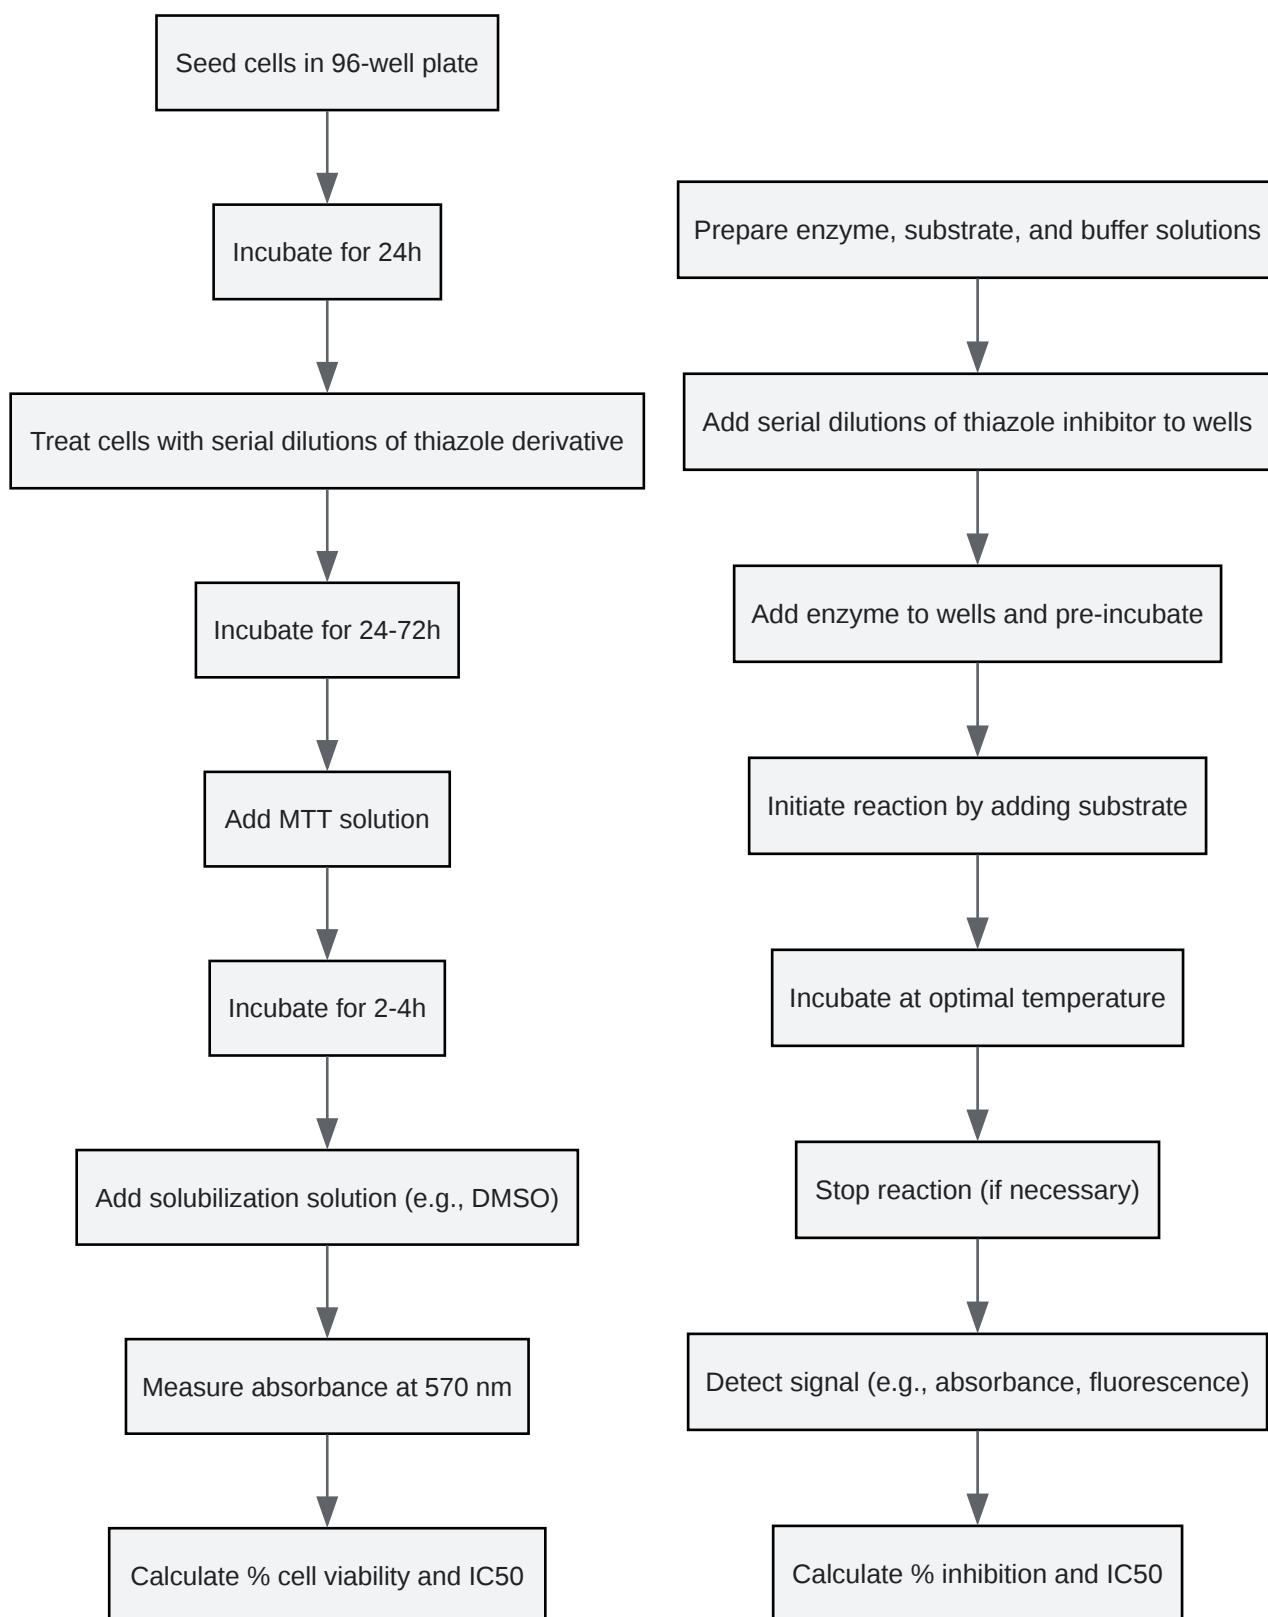 Seed cells in 96-well plate
Incubate for 24h
Treat cells with serial dilutions of thiazole derivative
Incubate for 24-72h
Add MTT solution
Incubate for 2-4h
Add solubilization solution (e.g., DMSO)
Measure absorbance at 570 nm
Calculate % cell viability and IC50
Prepare enzyme, substrate, and buffer solutions
Add serial dilutions of thiazole inhibitor to wells
Add enzyme to wells and pre-incubate
Initiate reaction by adding substrate
Incubate at optimal temperature
Stop reaction (if necessary)
Detect signal (e.g., absorbance, fluorescence)
Calculate % inhibition and IC50